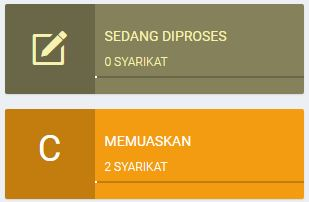 SEDANG DIPROSES
0 SYARIKAT
C
MEMUASKAN
2 SYARIKAT